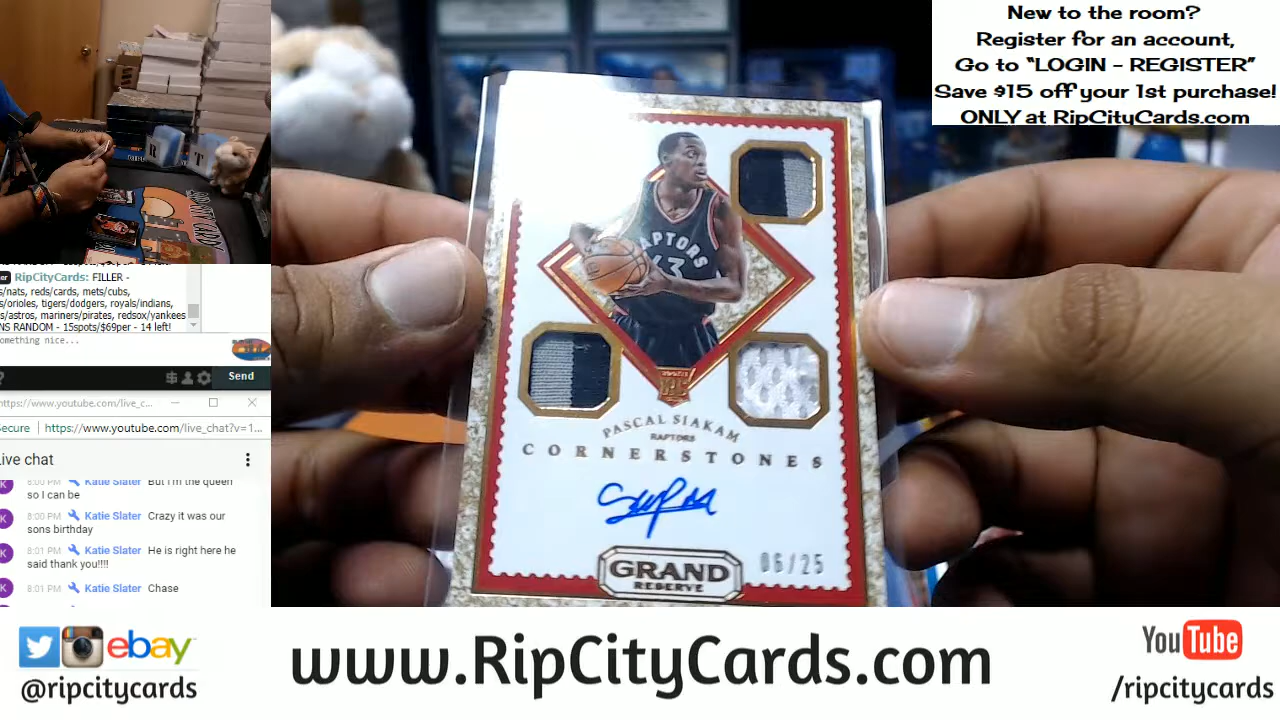 New to the room?
Register for an account,
Go to “LOGIN - REGISTER”
Save $15 off your 1st purchase!
ONLY at RipCityCards.com
RipCityCards: FILLER -
/nats, reds/cards, mets/cubs,
/orioles, tigers/dodgers, royals/indians,
/astros, mariners/pirates, redsox/yankees
NS RANDOM - 15spots/$69per - 14 left!
omething nice...
Send
https://www.youtube.com/live_c...
ecure https://www.youtube.com/live_chat?v=1...
ive chat
8:00 PM Katie Slater But I'm the queen
so I can be
8:00 PM Katie Slater Crazy it was our
sons birthday
8:01 PM Katie Slater He is right here he
said thank you!!!!
8:01 PM Katie Slater Chase
R T
APTORS
43
PASCAL SIAKAM
RAPTORS
CORNERSTONES
06/25
GRAND
RESERVE
ebay
@ripcitycards
www.RipCityCards.com
YouTube
/ripcitycards